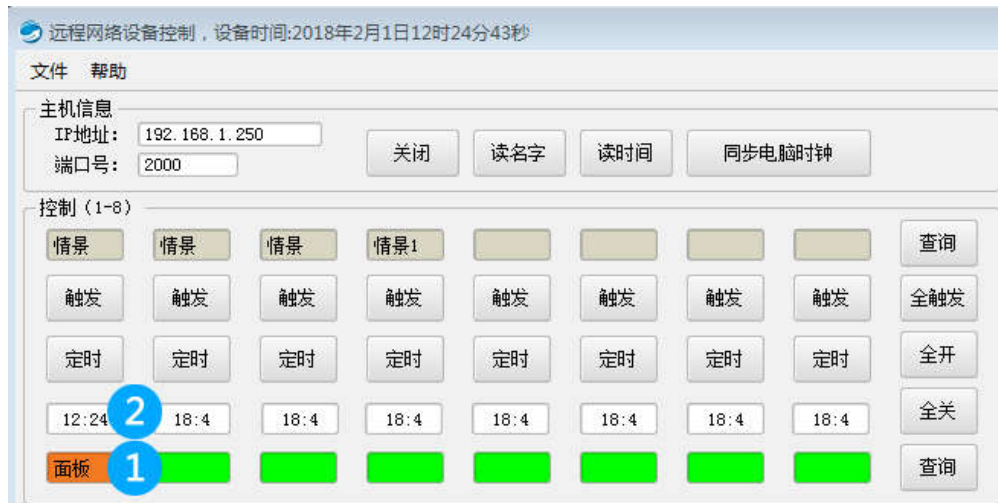 远程网络设备控制，设备时间:2018年2月1日12时24分43秒
文件 帮助
主机信息
IP地址： 192.168.1.250
端口号： 2000
关闭 读名字 读时间 同步电脑时钟
控制（1-8）
情景 情景 情景 情景1 查询
触发 触发 触发 触发 触发 触发 触发 触发 全触发
定时 定时 定时 定时 定时 定时 定时 定时 全开
12:24 2 18:4 18:4 18:4 18:4 18:4 18:4 18:4 全关
面板 1 查询